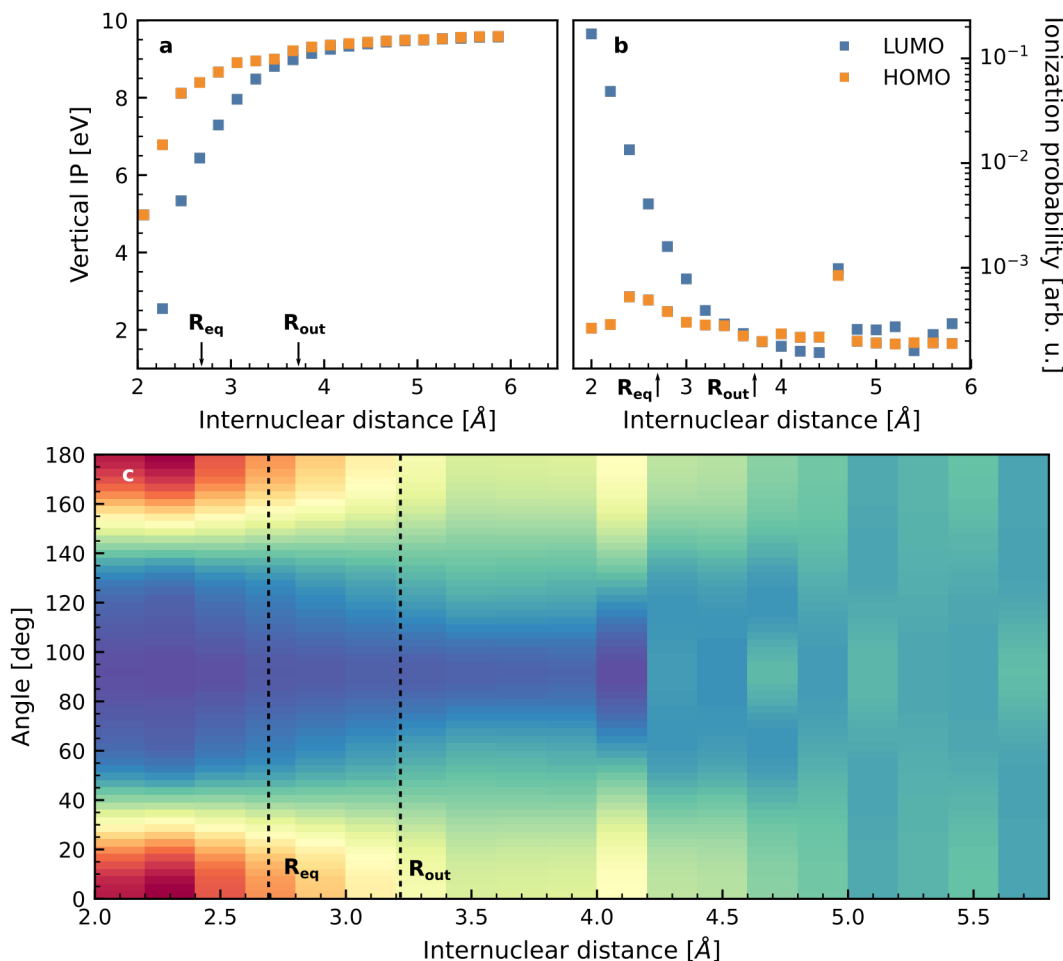 a
Vertical IP [eV]
10
8
6
4
2
R_eq
R_out
2 3 4 5 6
Internuclear distance [Å]
b
LUMO
HOMO
Ionization probability [arb. u.]
10⁻¹
10⁻²
10⁻³
2 3 4 5 6
R_eq
R_out
Internuclear distance [Å]
c
Angle [deg]
180
160
140
120
100
80
60
40
20
0
R_eq
R_out
2.0 2.5 3.0 3.5 4.0 4.5 5.0 5.5
Internuclear distance [Å]